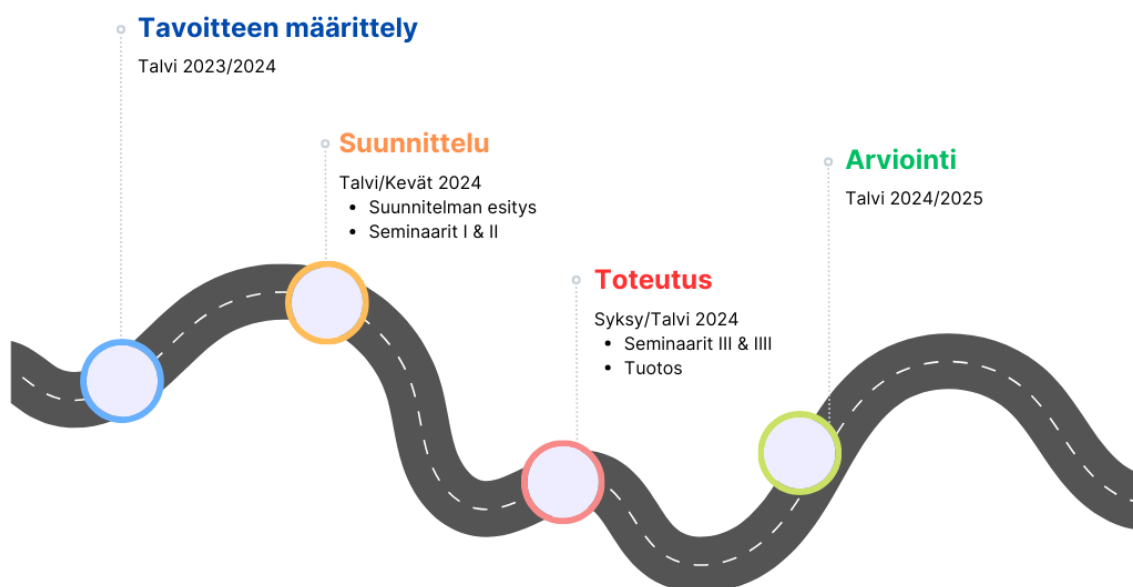 Tavoitteen määrittely
Talvi 2023/2024
Suunnittelu
Talvi/Kevät 2024
• Suunnitelman esitys
• Seminaarit I & II
Toteutus
Syksy/Talvi 2024
• Seminaarit III & IIII
• Tuotos
Arviointi
Talvi 2024/2025